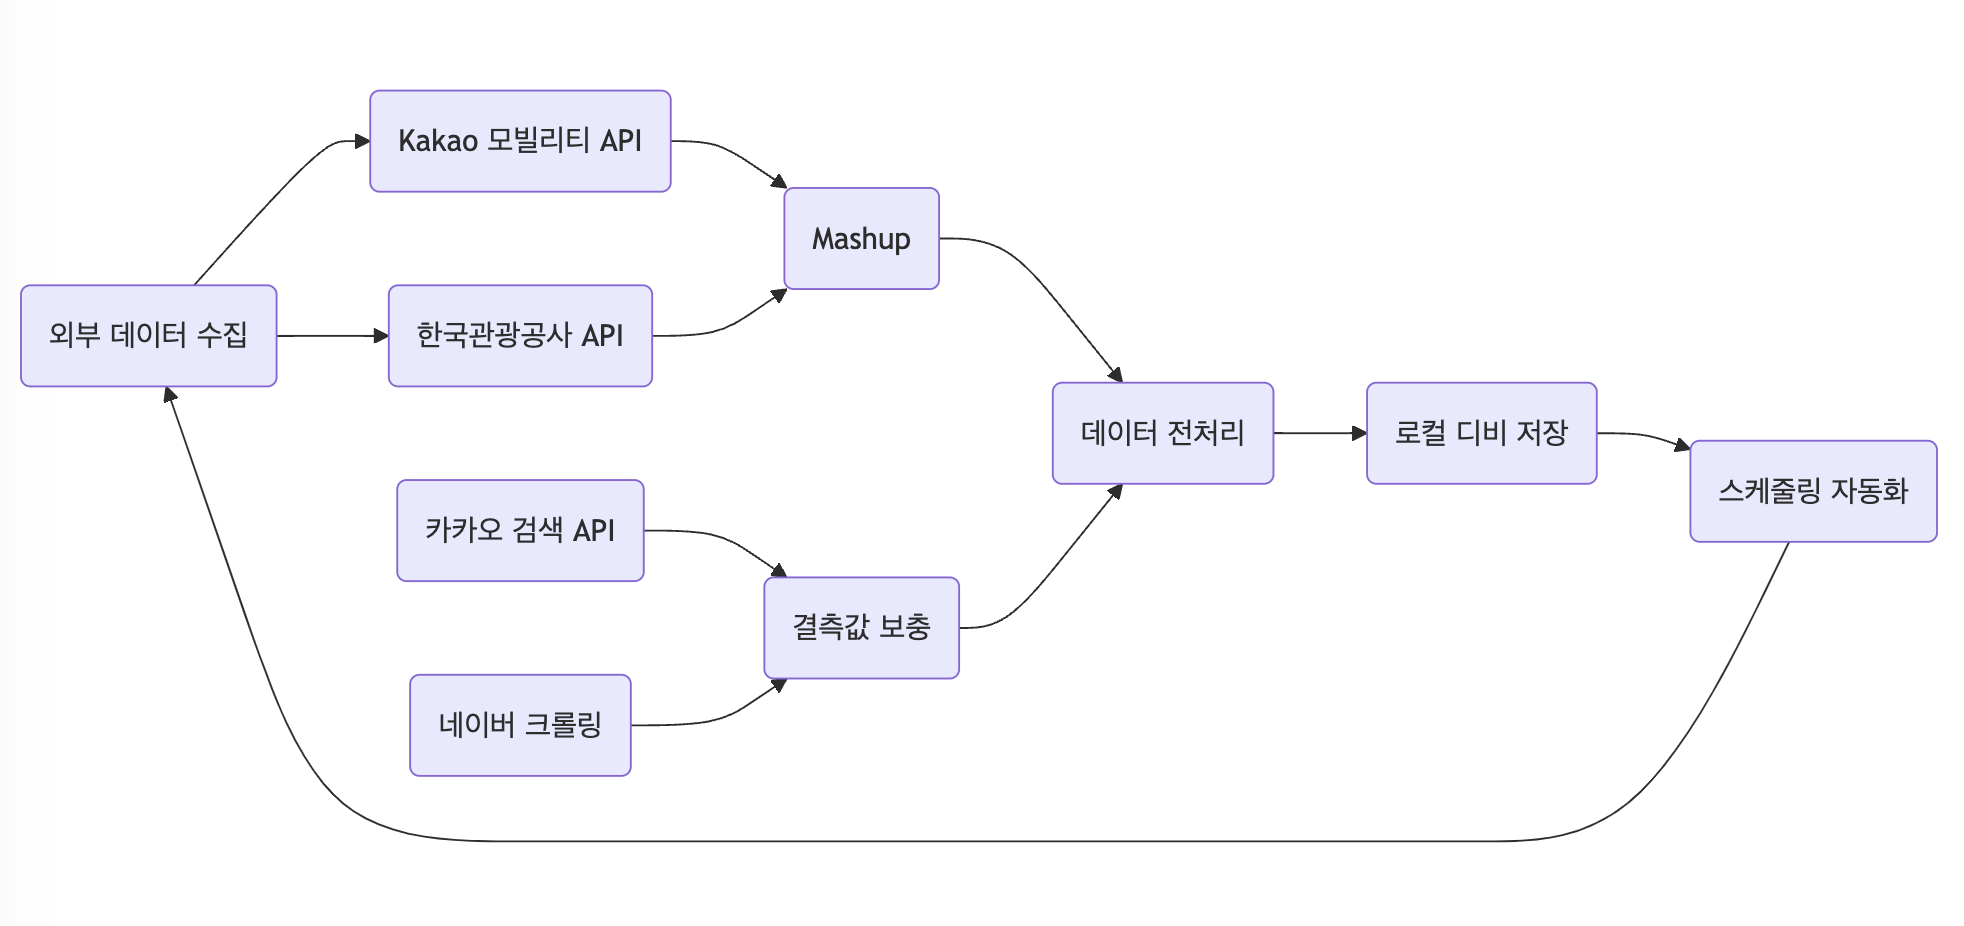 Kakao 모빌리티 API
Mashup
외부 데이터 수집
한국관광공사 API
데이터 전처리
로컬 디비 저장
스케줄링 자동화
카카오 검색 API
결측값 보충
네이버 크롤링